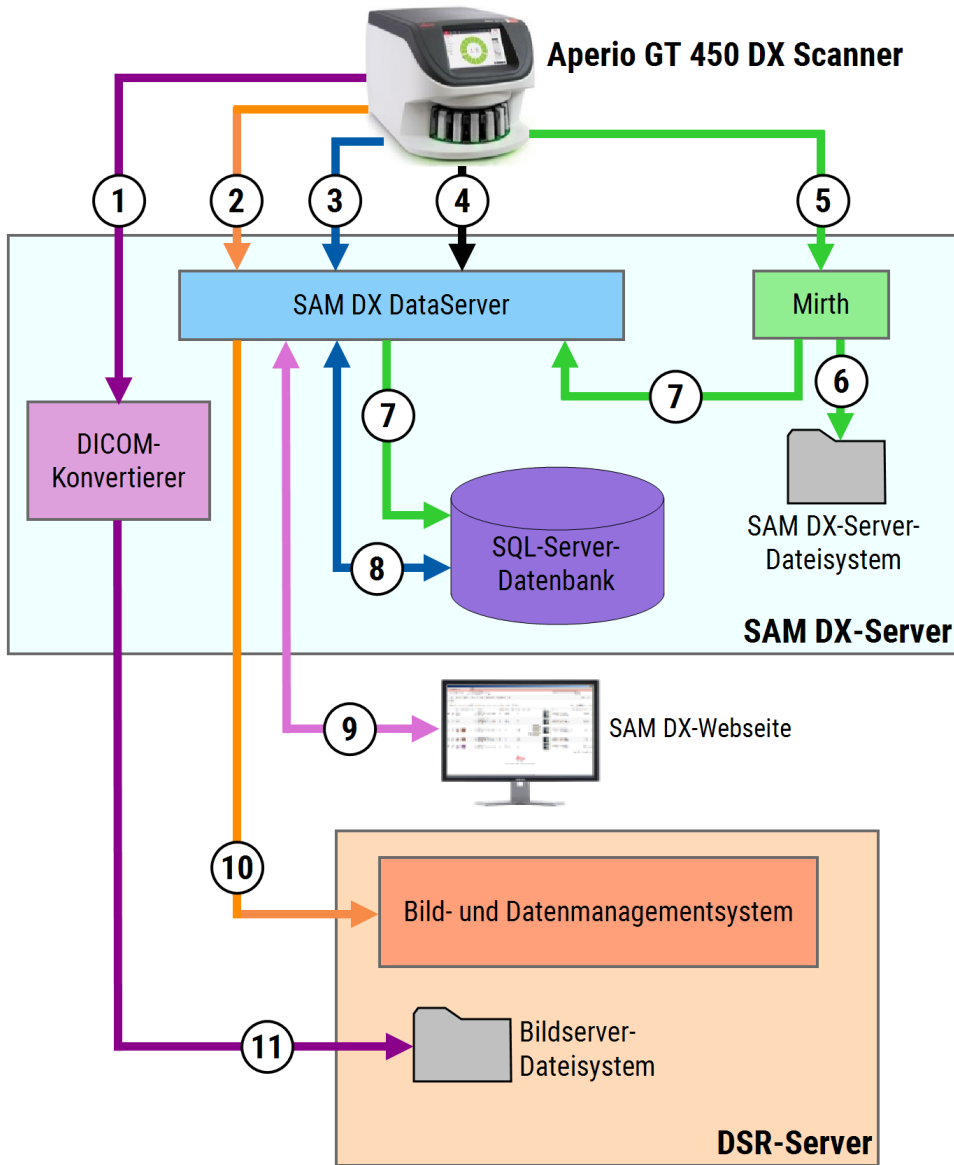 Aperio GT 450 DX Scanner
1
2
3
4
5
SAM DX DataServer
Mirth
7
7
6
DICOM-
Konvertierer
SAM DX-Server-
Dateisystem
SQL-Server-
Datenbank
8
SAM DX-Server
9
SAM DX-Webseite
10
Bild- und Datenmanagementsystem
11
Bildserver-
Dateisystem
DSR-Server